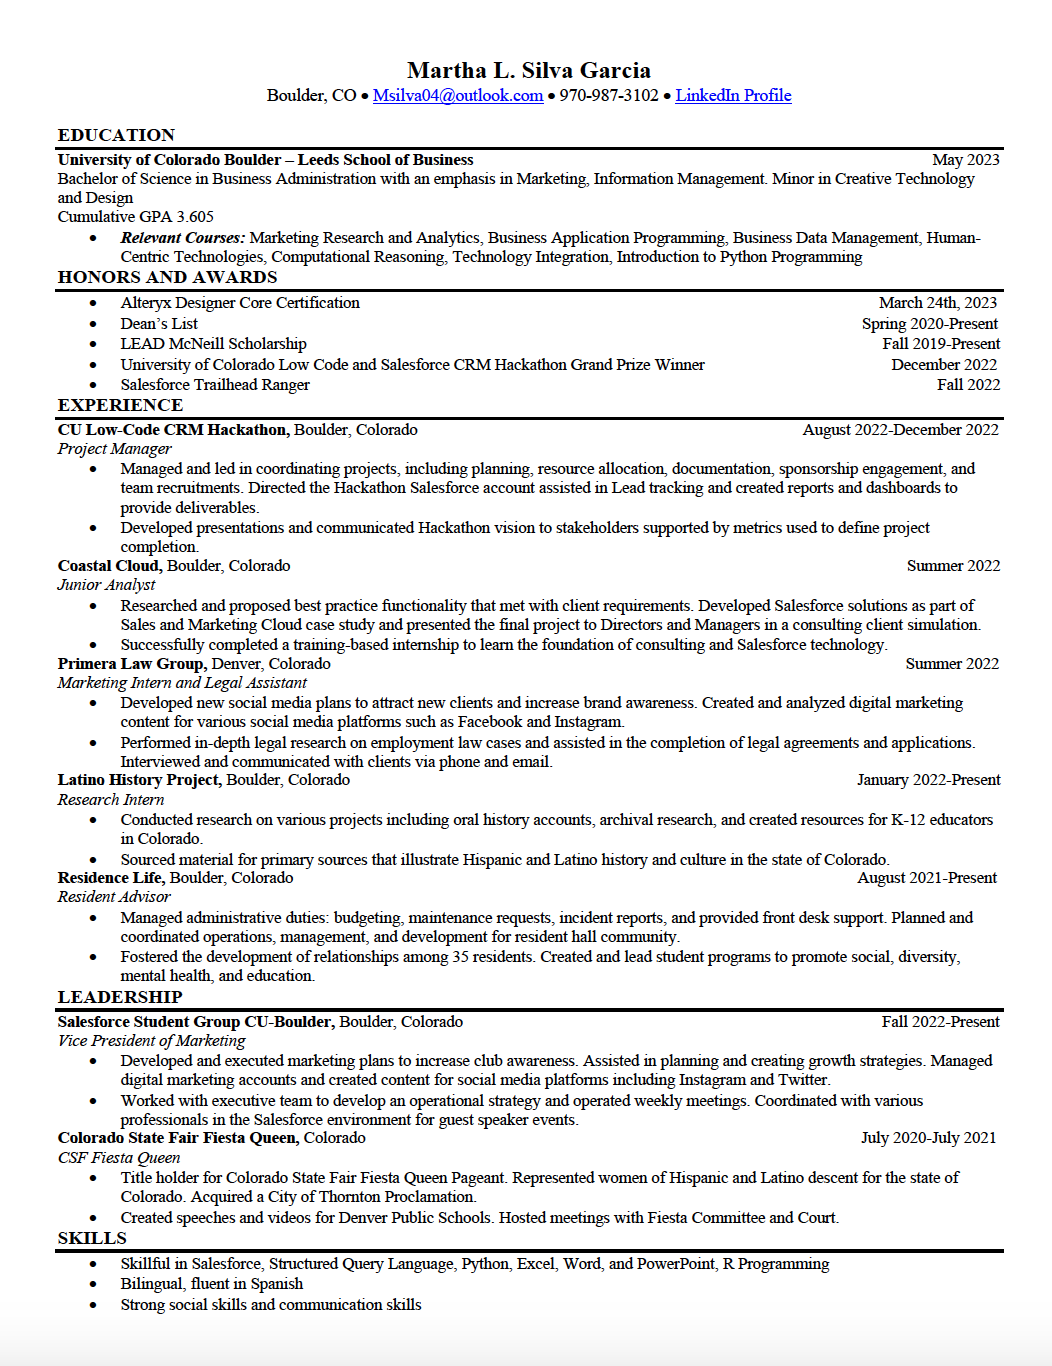 Martha L. Silva Garcia
Boulder, CO • Msilva04@outlook.com • 970-987-3102 • LinkedIn Profile
EDUCATION
University of Colorado Boulder – Leeds School of Business May 2023
Bachelor of Science in Business Administration with an emphasis in Marketing, Information Management. Minor in Creative Technology
and Design
Cumulative GPA 3.605
• Relevant Courses: Marketing Research and Analytics, Business Application Programming, Business Data Management, Human-
Centric Technologies, Computational Reasoning, Technology Integration, Introduction to Python Programming
HONORS AND AWARDS
• Alteryx Designer Core Certification March 24th, 2023
• Dean's List Spring 2020-Present
• LEAD McNeill Scholarship Fall 2019-Present
• University of Colorado Low Code and Salesforce CRM Hackathon Grand Prize Winner December 2022
• Salesforce Trailhead Ranger Fall 2022
EXPERIENCE
CU Low-Code CRM Hackathon, Boulder, Colorado August 2022-December 2022
Project Manager
• Managed and led in coordinating projects, including planning, resource allocation, documentation, sponsorship engagement, and
team recruitments. Directed the Hackathon Salesforce account assisted in Lead tracking and created reports and dashboards to
provide deliverables.
• Developed presentations and communicated Hackathon vision to stakeholders supported by metrics used to define project
completion.
Coastal Cloud, Boulder, Colorado Summer 2022
Junior Analyst
• Researched and proposed best practice functionality that met with client requirements. Developed Salesforce solutions as part of
Sales and Marketing Cloud case study and presented the final project to Directors and Managers in a consulting client simulation.
• Successfully completed a training-based internship to learn the foundation of consulting and Salesforce technology.
Primera Law Group, Denver, Colorado Summer 2022
Marketing Intern and Legal Assistant
• Developed new social media plans to attract new clients and increase brand awareness. Created and analyzed digital marketing
content for various social media platforms such as Facebook and Instagram.
• Performed in-depth legal research on employment law cases and assisted in the completion of legal agreements and applications.
Interviewed and communicated with clients via phone and email.
Latino History Project, Boulder, Colorado January 2022-Present
Research Intern
• Conducted research on various projects including oral history accounts, archival research, and created resources for K-12 educators
in Colorado.
• Sourced material for primary sources that illustrate Hispanic and Latino history and culture in the state of Colorado.
Residence Life, Boulder, Colorado August 2021-Present
Resident Advisor
• Managed administrative duties: budgeting, maintenance requests, incident reports, and provided front desk support. Planned and
coordinated operations, management, and development for resident hall community.
• Fostered the development of relationships among 35 residents. Created and lead student programs to promote social, diversity,
mental health, and education.
LEADERSHIP
Salesforce Student Group CU-Boulder, Boulder, Colorado Fall 2022-Present
Vice President of Marketing
• Developed and executed marketing plans to increase club awareness. Assisted in planning and creating growth strategies. Managed
digital marketing accounts and created content for social media platforms including Instagram and Twitter.
• Worked with executive team to develop an operational strategy and operated weekly meetings. Coordinated with various
professionals in the Salesforce environment for guest speaker events.
Colorado State Fair Fiesta Queen, Colorado July 2020-July 2021
CSF Fiesta Queen
• Title holder for Colorado State Fair Fiesta Queen Pageant. Represented women of Hispanic and Latino descent for the state of
Colorado. Acquired a City of Thornton Proclamation.
• Created speeches and videos for Denver Public Schools. Hosted meetings with Fiesta Committee and Court.
SKILLS
• Skillful in Salesforce, Structured Query Language, Python, Excel, Word, and PowerPoint, R Programming
• Bilingual, fluent in Spanish
• Strong social skills and communication skills